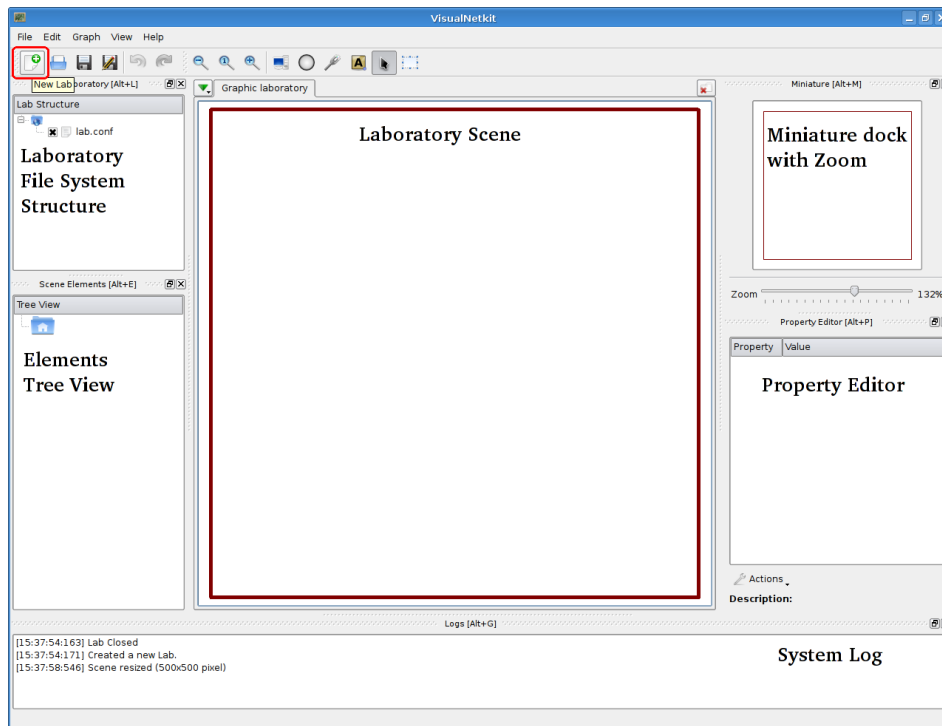 VisualNetkit
File Edit Graph View Help
A
New Lab
boratory [Alt+L]
Graphic laboratory
Miniature [Alt+M]
Lab Structure
lab.conf
Laboratory
File System
Structure
Laboratory Scene
Miniature dock
with Zoom
Scene Elements [Alt+E]
Tree View
Elements
Tree View
Zoom 132%
Property Editor [Alt+P]
Property Value
Property Editor
Actions
Description:
Logs [Alt+G]
[15:37:54:163] Lab Closed
[15:37:54:171] Created a new Lab.
[15:37:58:546] Scene resized (500x500 pixel)
System Log